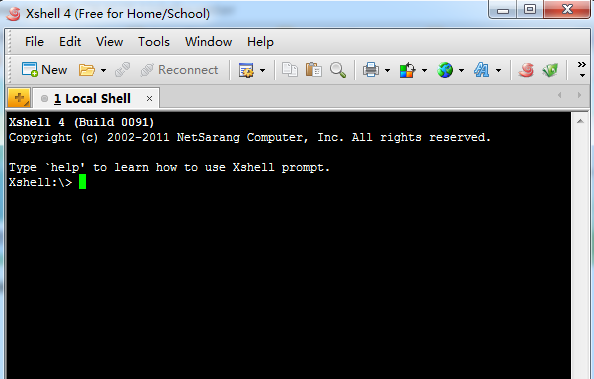 Xshell 4 (Free for Home/School)
File Edit View Tools Window Help
New Reconnect
1 Local Shell
Xshell 4 (Build 0091)
Copyright (c) 2002-2011 NetSarang Computer, Inc. All rights reserved.
Type `help' to learn how to use Xshell prompt.
Xshell:\>